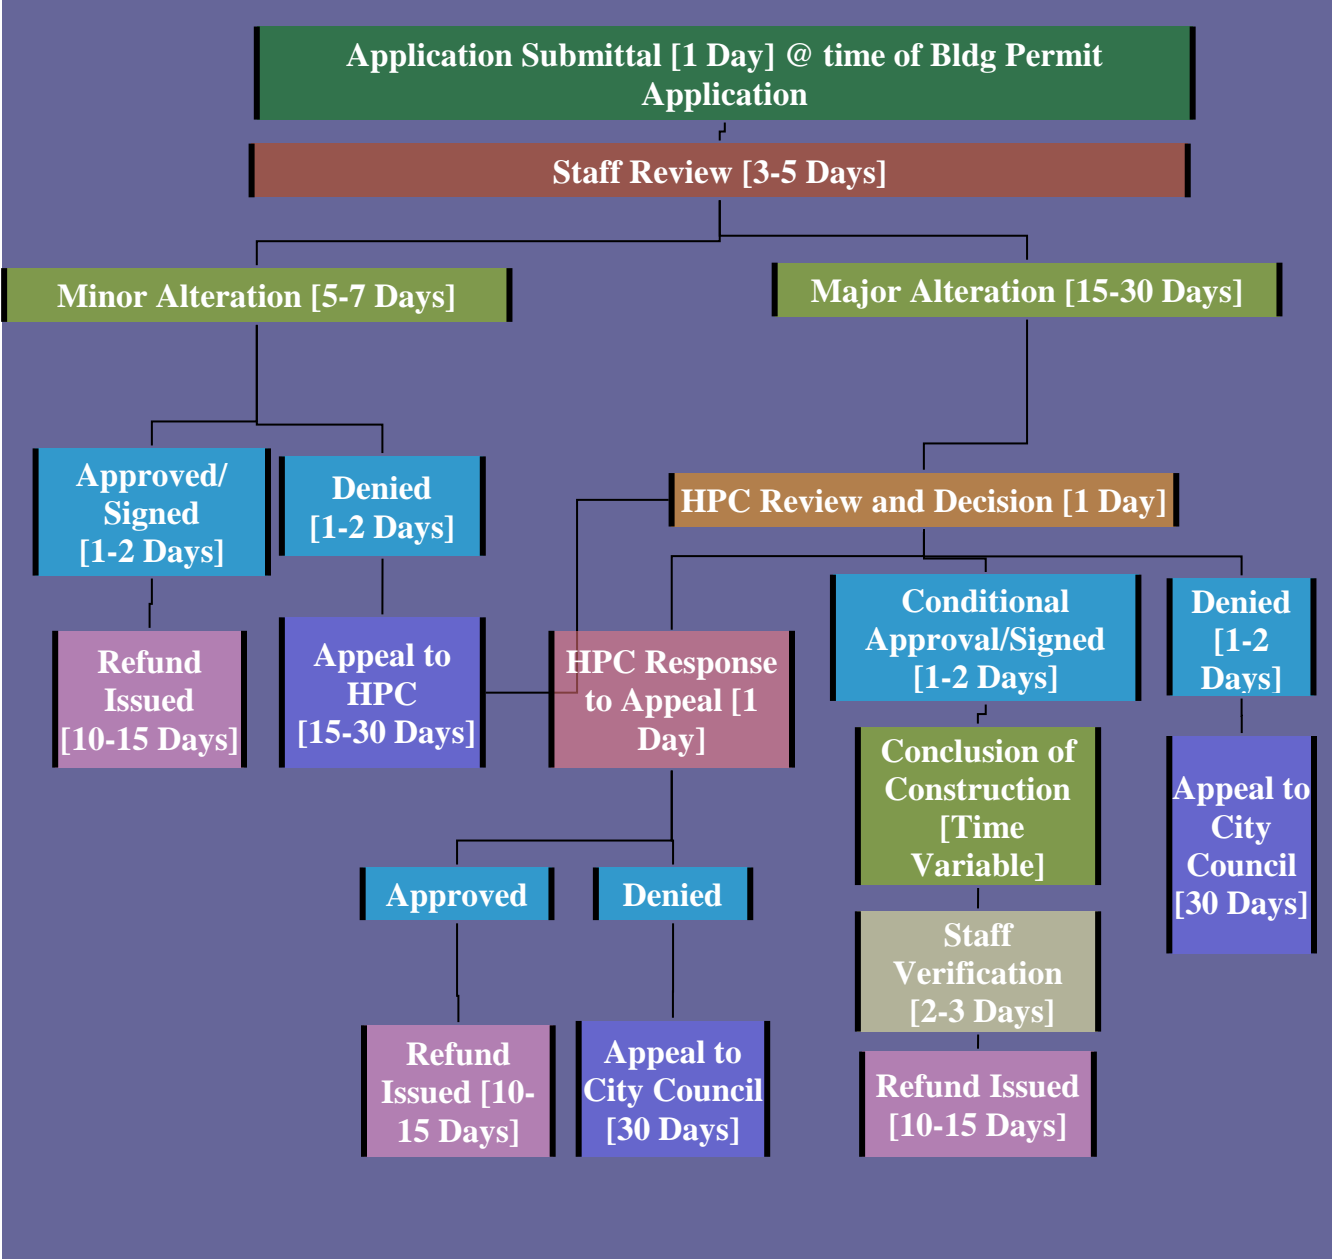 Application Submittal [1 Day] @ time of Bldg Permit
Application
Staff Review [3-5 Days]
Minor Alteration [5-7 Days]
Major Alteration [15-30 Days]
Approved/
Signed
[1-2 Days]
Denied
[1-2 Days]
HPC Review and Decision [1 Day]
Refund
Issued
[10-15 Days]
Appeal to
HPC
[15-30 Days]
HPC Response
to Appeal [1
Day]
Conditional
Approval/Signed
[1-2 Days]
Denied
[1-2
Days]
Conclusion of
Construction
[Time
Variable]
Appeal to
City
Council
[30 Days]
Approved
Denied
Staff
Verification
[2-3 Days]
Refund
Issued [10-
15 Days]
Appeal to
City Council
[30 Days]
Refund Issued
[10-15 Days]